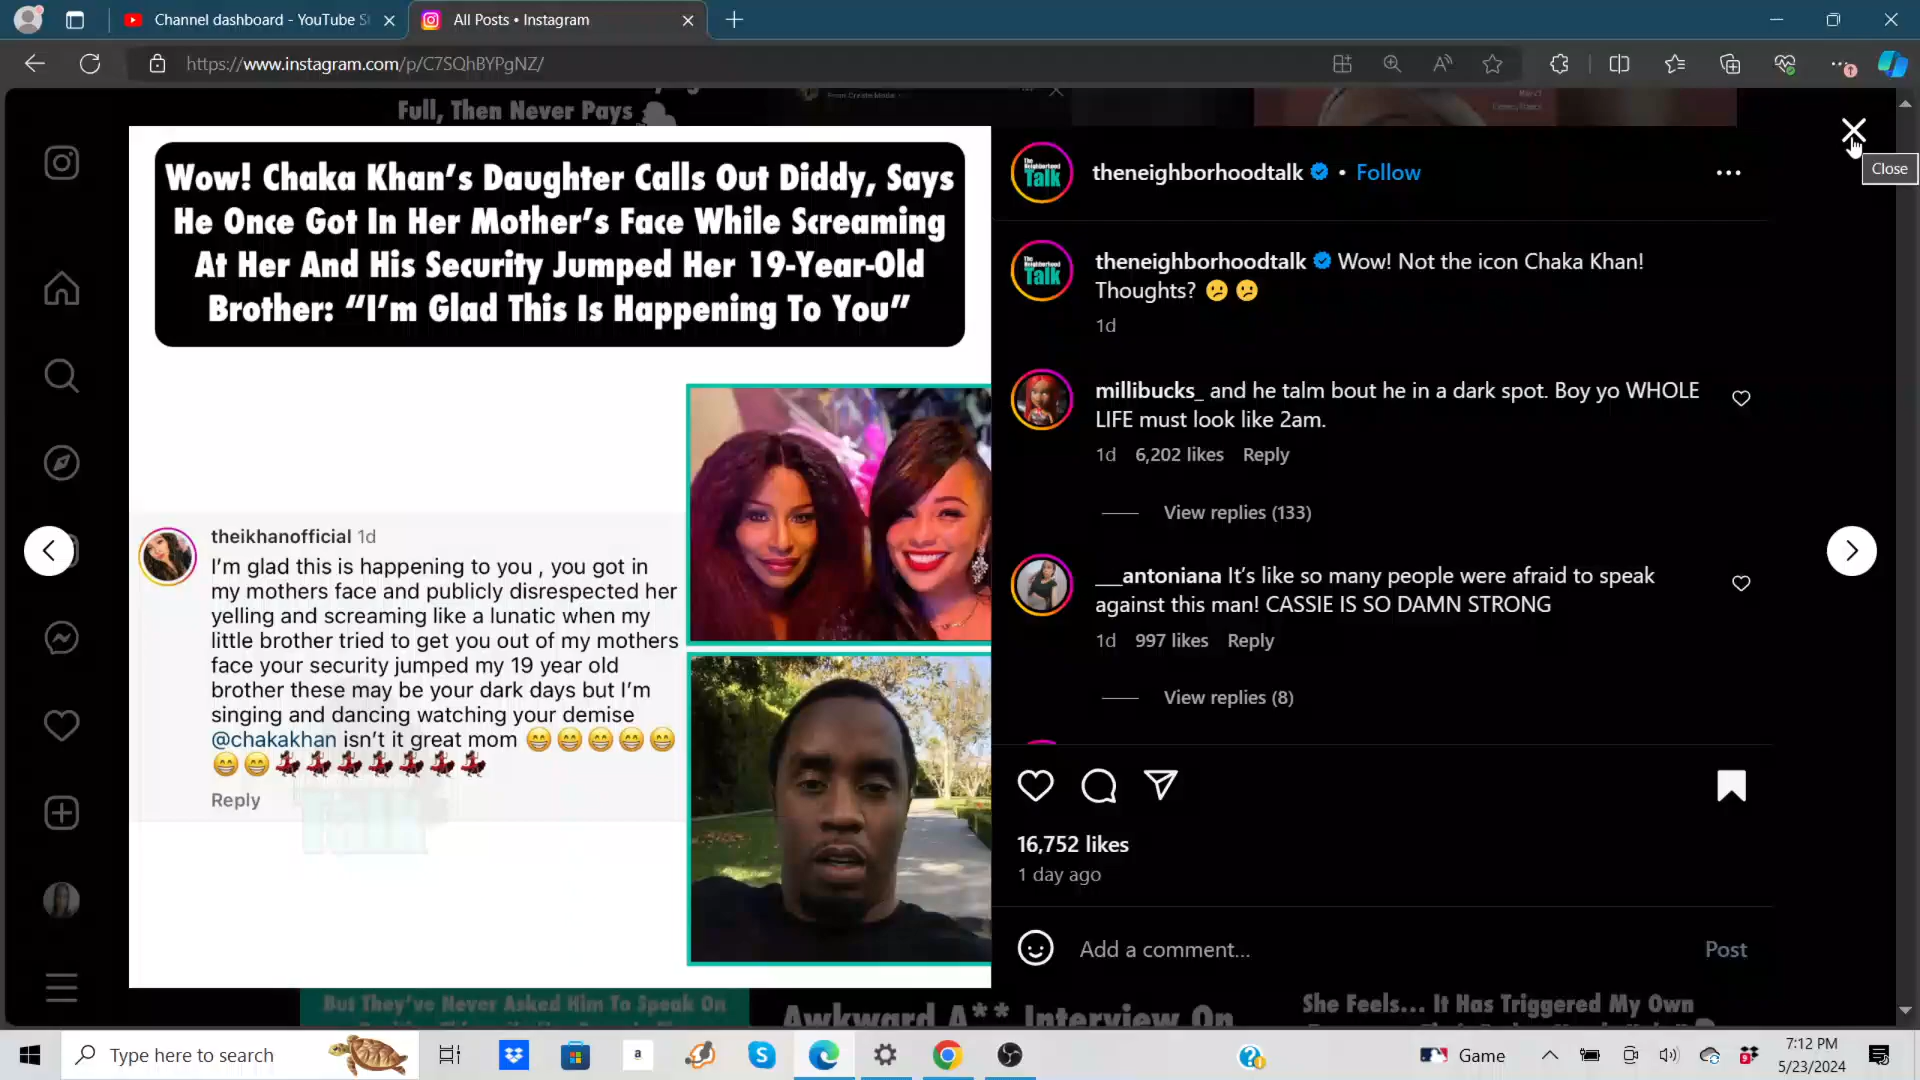 Channel dashboard - YouTube S
All Posts • Instagram
https://www.instagram.com/p/C7SQhBYPgNZ/
Full, Then Never Pays
Close
Wow! Chaka Khan's Daughter Calls Out Diddy, Says
He Once Got In Her Mother's Face While Screaming
At Her And His Security Jumped Her 19-Year-Old
Brother: "I'm Glad This Is Happening To You"
theikhanofficial 1d
I'm glad this is happening to you , you got in
my mothers face and publicly disrespected her
yelling and screaming like a lunatic when my
little brother tried to get you out of my mothers
face your security jumped my 19 year old
brother these may be your dark days but I'm
singing and dancing watching your demise
@chakakhan isn't it great mom 😁😁😁😁😁
😁😁💃💃💃💃💃💃💃
Reply
Talk
The Neighborhood Talk
theneighborhoodtalk • Follow
The Neighborhood Talk
theneighborhoodtalk Wow! Not the icon Chaka Khan!
Thoughts? 🫤 🫤
1d
millibucks_ and he talm bout he in a dark spot. Boy yo WHOLE
LIFE must look like 2am.
1d 6,202 likes Reply
View replies (133)
___antoniana It's like so many people were afraid to speak
against this man! CASSIE IS SO DAMN STRONG
1d 997 likes Reply
View replies (8)
16,752 likes
1 day ago
Add a comment...
Post
But They've Never Asked Him To Speak On
Awkward A** Interview On
She Feels... It Has Triggered My Own
Type here to search
Game
7:12 PM
5/23/2024